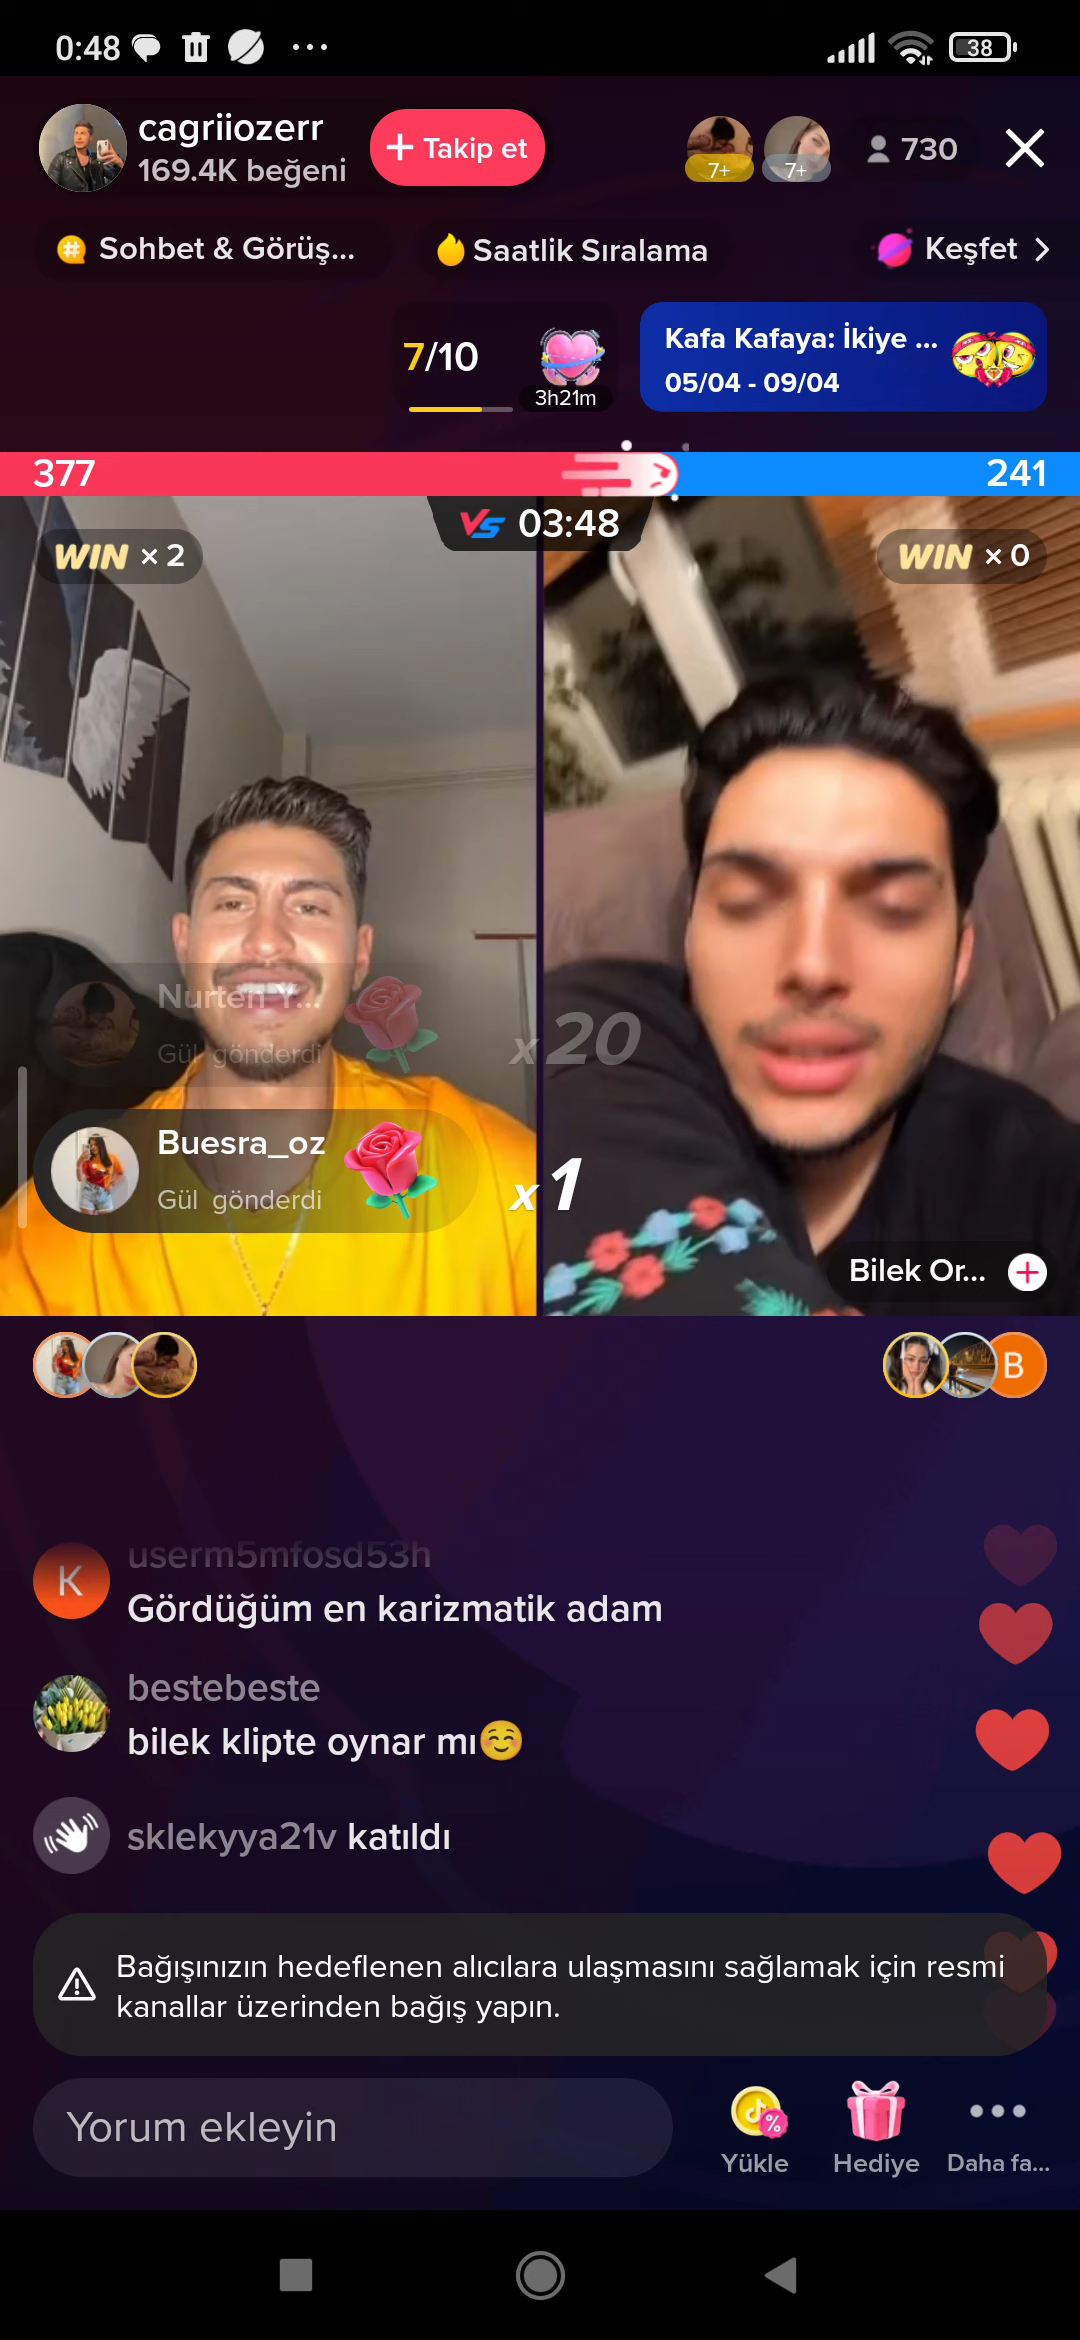 0:48
38
cagriiozerr
169.4K beğeni
+ Takip et
7+
7+
730
Sohbet & Görüş...
Saatlik Sıralama
Keşfet
7/10
3h21m
Kafa Kafaya: İkiye ...
05/04 - 09/04
377
241
VS 03:48
WIN × 2
WIN × 0
Nurten Y...
Gül gönderdi
x20
Buesra_oz
Gül gönderdi
x1
Bilek Or...
B
K
userm5mfosd53h
Gördüğüm en karizmatik adam
bestebeste
bilek klipte oynar mı☺️
sklekyya21v katıldı
Bağışınızın hedeflenen alıcılara ulaşmasını sağlamak için resmi
kanallar üzerinden bağış yapın.
Yorum ekleyin
Yükle
Hediye
Daha fa...